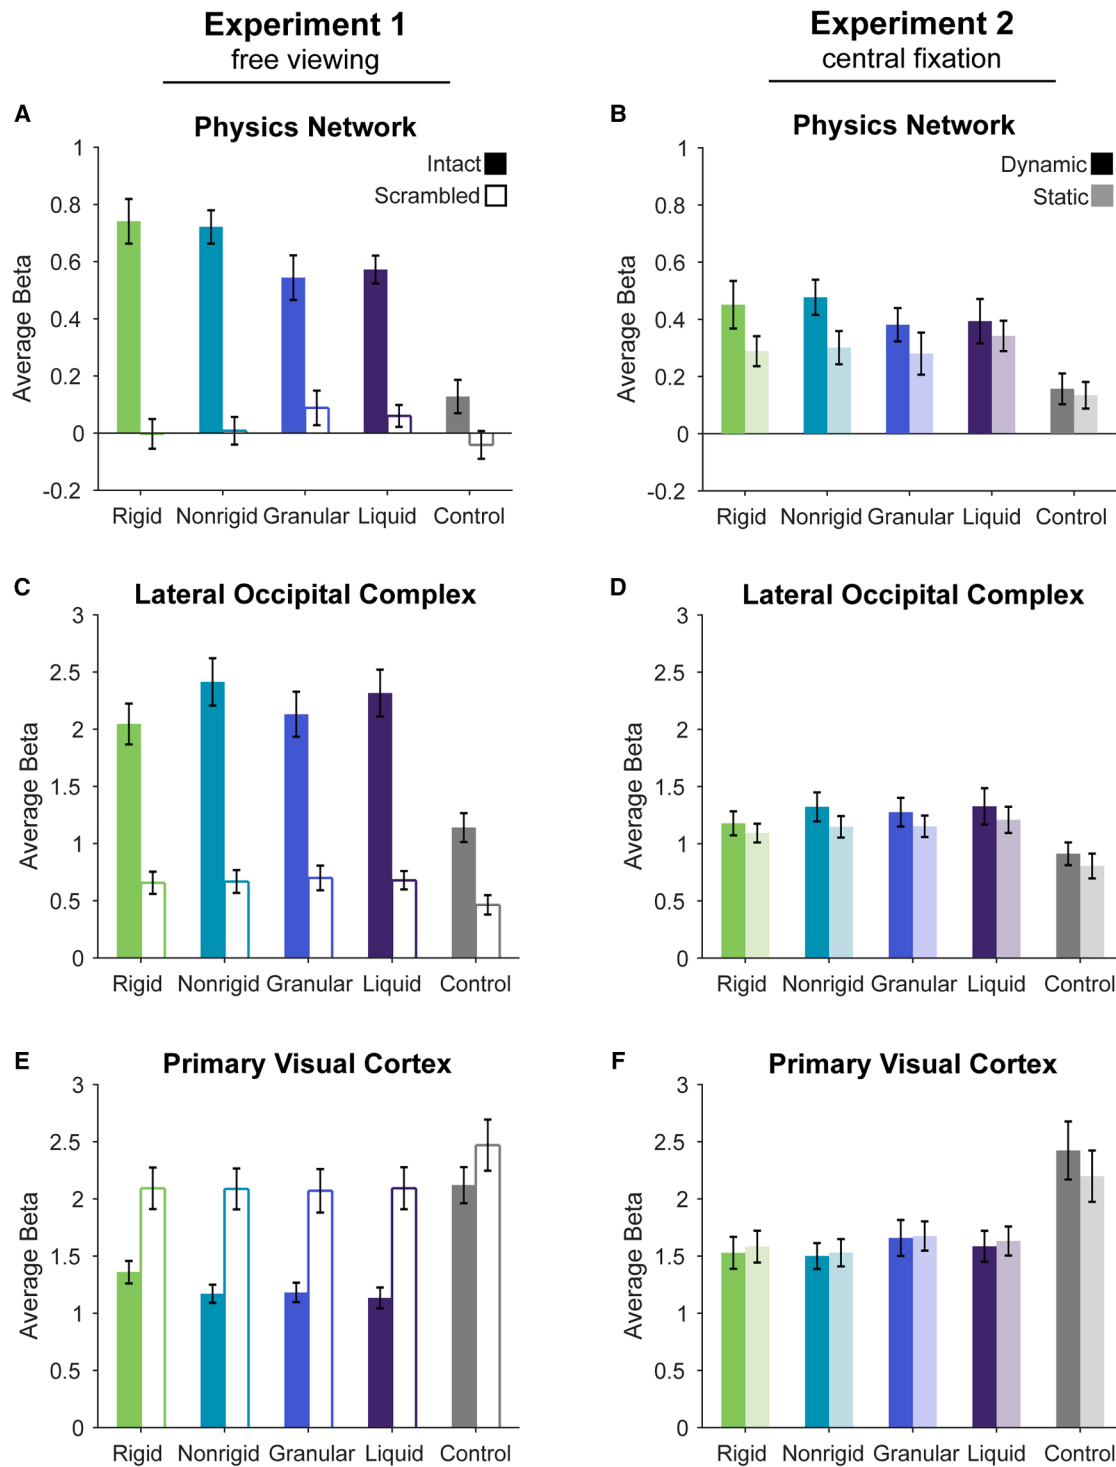 Experiment 1
free viewing
Experiment 2
central fixation
A
Physics Network
Intact
Scrambled
Average Beta
1
0.8
0.6
0.4
0.2
0
-0.2
Rigid Nonrigid Granular Liquid Control
B
Physics Network
Dynamic
Static
Average Beta
1
0.8
0.6
0.4
0.2
0
-0.2
Rigid Nonrigid Granular Liquid Control
C
Lateral Occipital Complex
Average Beta
3
2.5
2
1.5
1
0.5
0
Rigid Nonrigid Granular Liquid Control
D
Lateral Occipital Complex
Average Beta
3
2.5
2
1.5
1
0.5
0
Rigid Nonrigid Granular Liquid Control
E
Primary Visual Cortex
Average Beta
3
2.5
2
1.5
1
0.5
0
Rigid Nonrigid Granular Liquid Control
F
Primary Visual Cortex
Average Beta
3
2.5
2
1.5
1
0.5
0
Rigid Nonrigid Granular Liquid Control